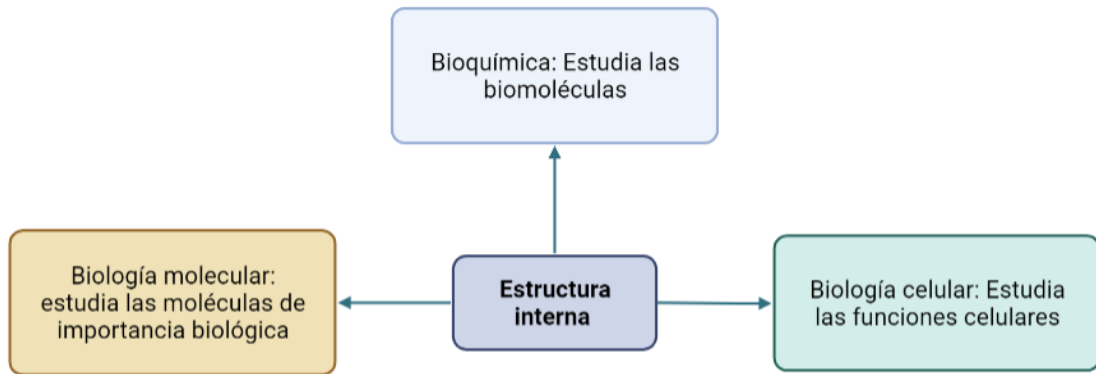 Bioquímica: Estudia las
biomoléculas
Biología molecular:
estudia las moléculas de
importancia biológica
Estructura
interna
Biología celular: Estudia
las funciones celulares